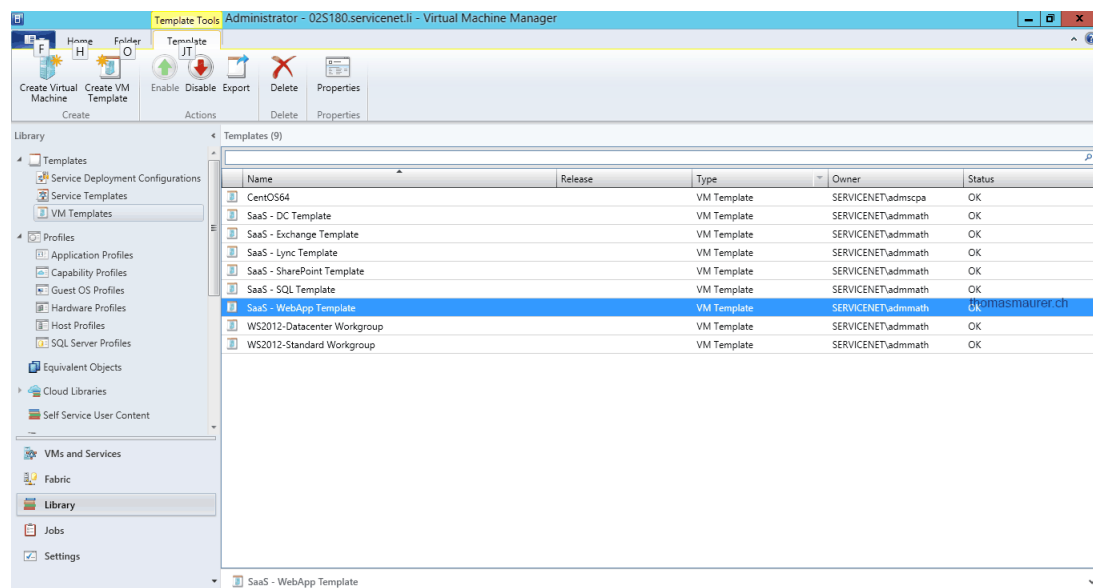 Template Tools Administrator - 02S180.servicenet.li - Virtual Machine Manager
Home Folder Template
F H O JT
Create Virtual Machine
Create VM Template
Enable Disable Export Delete Properties
Create Actions Delete Properties
Library
Templates
Service Deployment Configurations
Service Templates
VM Templates
Profiles
Application Profiles
Capability Profiles
Guest OS Profiles
Hardware Profiles
Host Profiles
SQL Server Profiles
Equivalent Objects
Cloud Libraries
Self Service User Content
VMs and Services
Fabric
Library
Jobs
Settings
Templates (9)
Name Release Type Owner Status
CentOS64 VM Template SERVICENET\admscpa OK
SaaS - DC Template VM Template SERVICENET\admmath OK
SaaS - Exchange Template VM Template SERVICENET\admmath OK
SaaS - Lync Template VM Template SERVICENET\admmath OK
SaaS - SharePoint Template VM Template SERVICENET\admmath OK
SaaS - SQL Template VM Template SERVICENET\admmath OK
SaaS - WebApp Template VM Template SERVICENET\admmath OK
thomasmaurer.ch
WS2012-Datacenter Workgroup VM Template SERVICENET\admmath OK
WS2012-Standard Workgroup VM Template SERVICENET\admmath OK
SaaS - WebApp Template